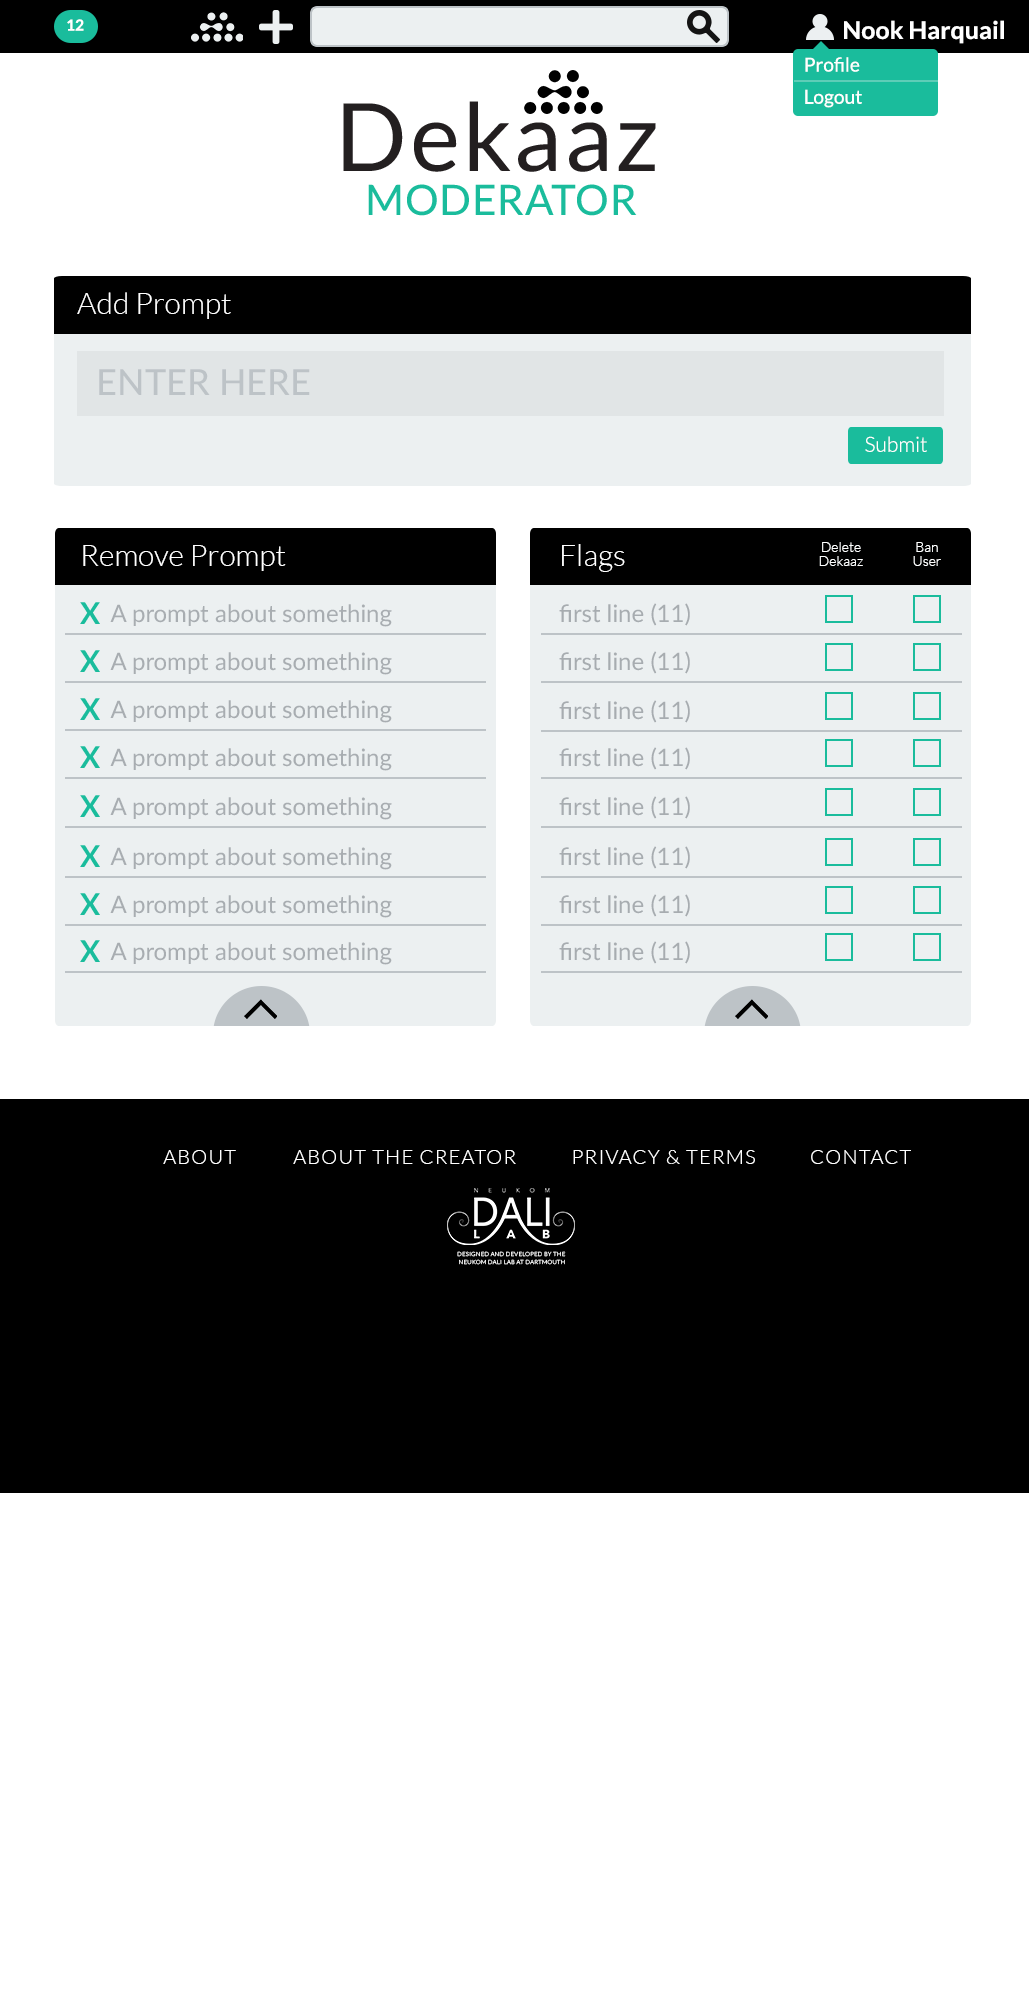 12
Nook Harquail
Profile
Logout
Dekaaz
MODERATOR
Add Prompt
ENTER HERE
Submit
Remove Prompt
X A prompt about something
X A prompt about something
X A prompt about something
X A prompt about something
X A prompt about something
X A prompt about something
X A prompt about something
X A prompt about something
Flags
Delete
Dekaaz
Ban
User
first line (11)
first line (11)
first line (11)
first line (11)
first line (11)
first line (11)
first line (11)
first line (11)
ABOUT
ABOUT THE CREATOR
PRIVACY & TERMS
CONTACT
NEUKOM
DALI
LAB
DESIGNED AND DEVELOPED BY THE
NEUKOM DALI LAB AT DARTMOUTH